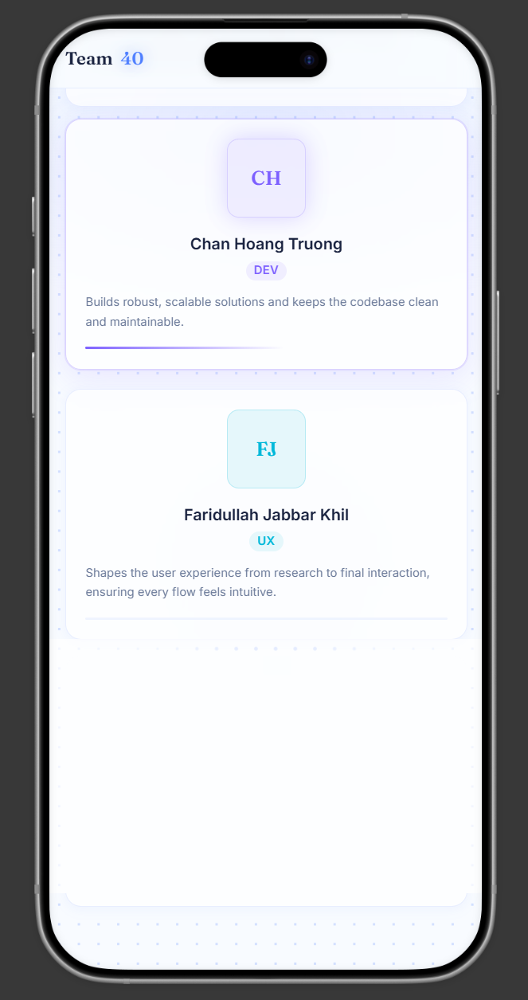 Team 40
CH
Chan Hoang Truong
DEV
Builds robust, scalable solutions and keeps the codebase clean
and maintainable.
FJ
Faridullah Jabbar Khil
UX
Shapes the user experience from research to final interaction,
ensuring every flow feels intuitive.